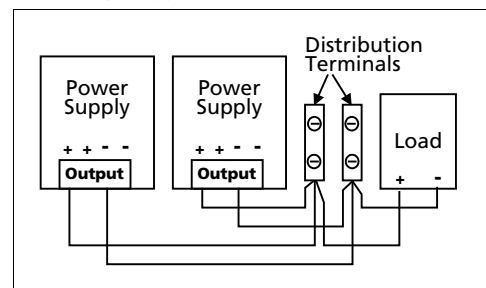 Distribution
Terminals
Power
Supply
+ + - -
Output
Power
Supply
+ + - -
Output
Load
+ -